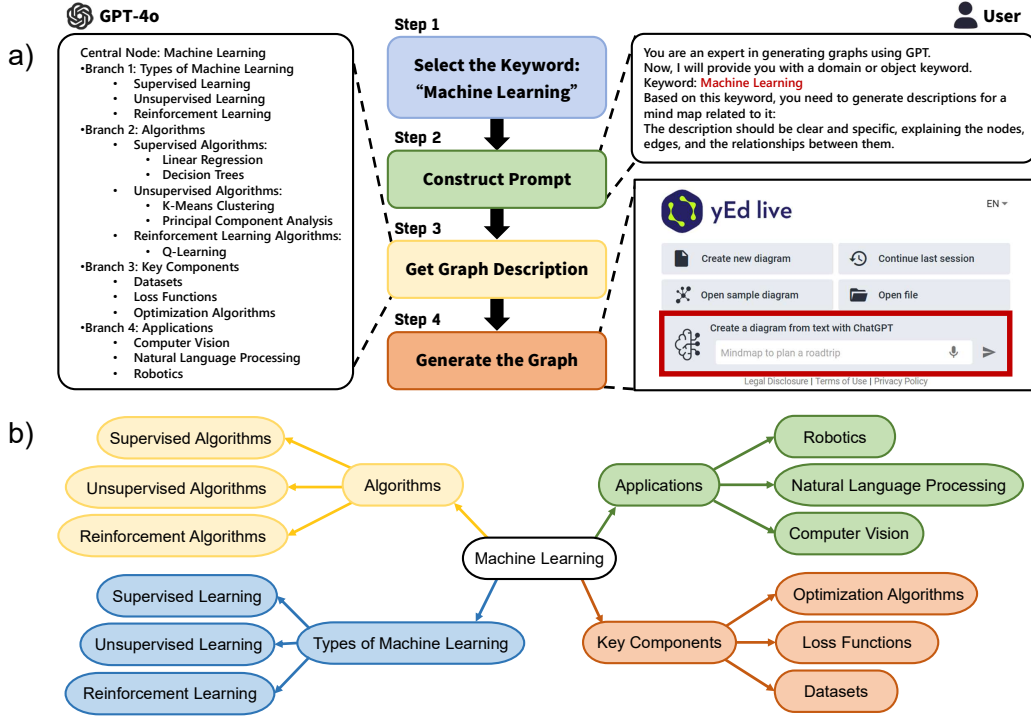 a)
GPT-4o
Central Node: Machine Learning
•Branch 1: Types of Machine Learning
• Supervised Learning
• Unsupervised Learning
• Reinforcement Learning
•Branch 2: Algorithms
• Supervised Algorithms:
• Linear Regression
• Decision Trees
• Unsupervised Algorithms:
• K-Means Clustering
• Principal Component Analysis
• Reinforcement Learning Algorithms:
• Q-Learning
•Branch 3: Key Components
• Datasets
• Loss Functions
• Optimization Algorithms
•Branch 4: Applications
• Computer Vision
• Natural Language Processing
• Robotics
Step 1
Select the Keyword:
“Machine Learning”
Step 2
Construct Prompt
Step 3
Get Graph Description
Step 4
Generate the Graph
User
You are an expert in generating graphs using GPT.
Now, I will provide you with a domain or object keyword.
Keyword: Machine Learning
Based on this keyword, you need to generate descriptions for a
mind map related to it:
The description should be clear and specific, explaining the nodes,
edges, and the relationships between them.
yEd live
EN
Create new diagram
Continue last session
Open sample diagram
Open file
Create a diagram from text with ChatGPT
Mindmap to plan a roadtrip
Legal Disclosure | Terms of Use | Privacy Policy
b)
Supervised Algorithms
Unsupervised Algorithms
Reinforcement Algorithms
Algorithms
Applications
Robotics
Natural Language Processing
Computer Vision
Machine Learning
Supervised Learning
Unsupervised Learning
Reinforcement Learning
Types of Machine Learning
Key Components
Optimization Algorithms
Loss Functions
Datasets